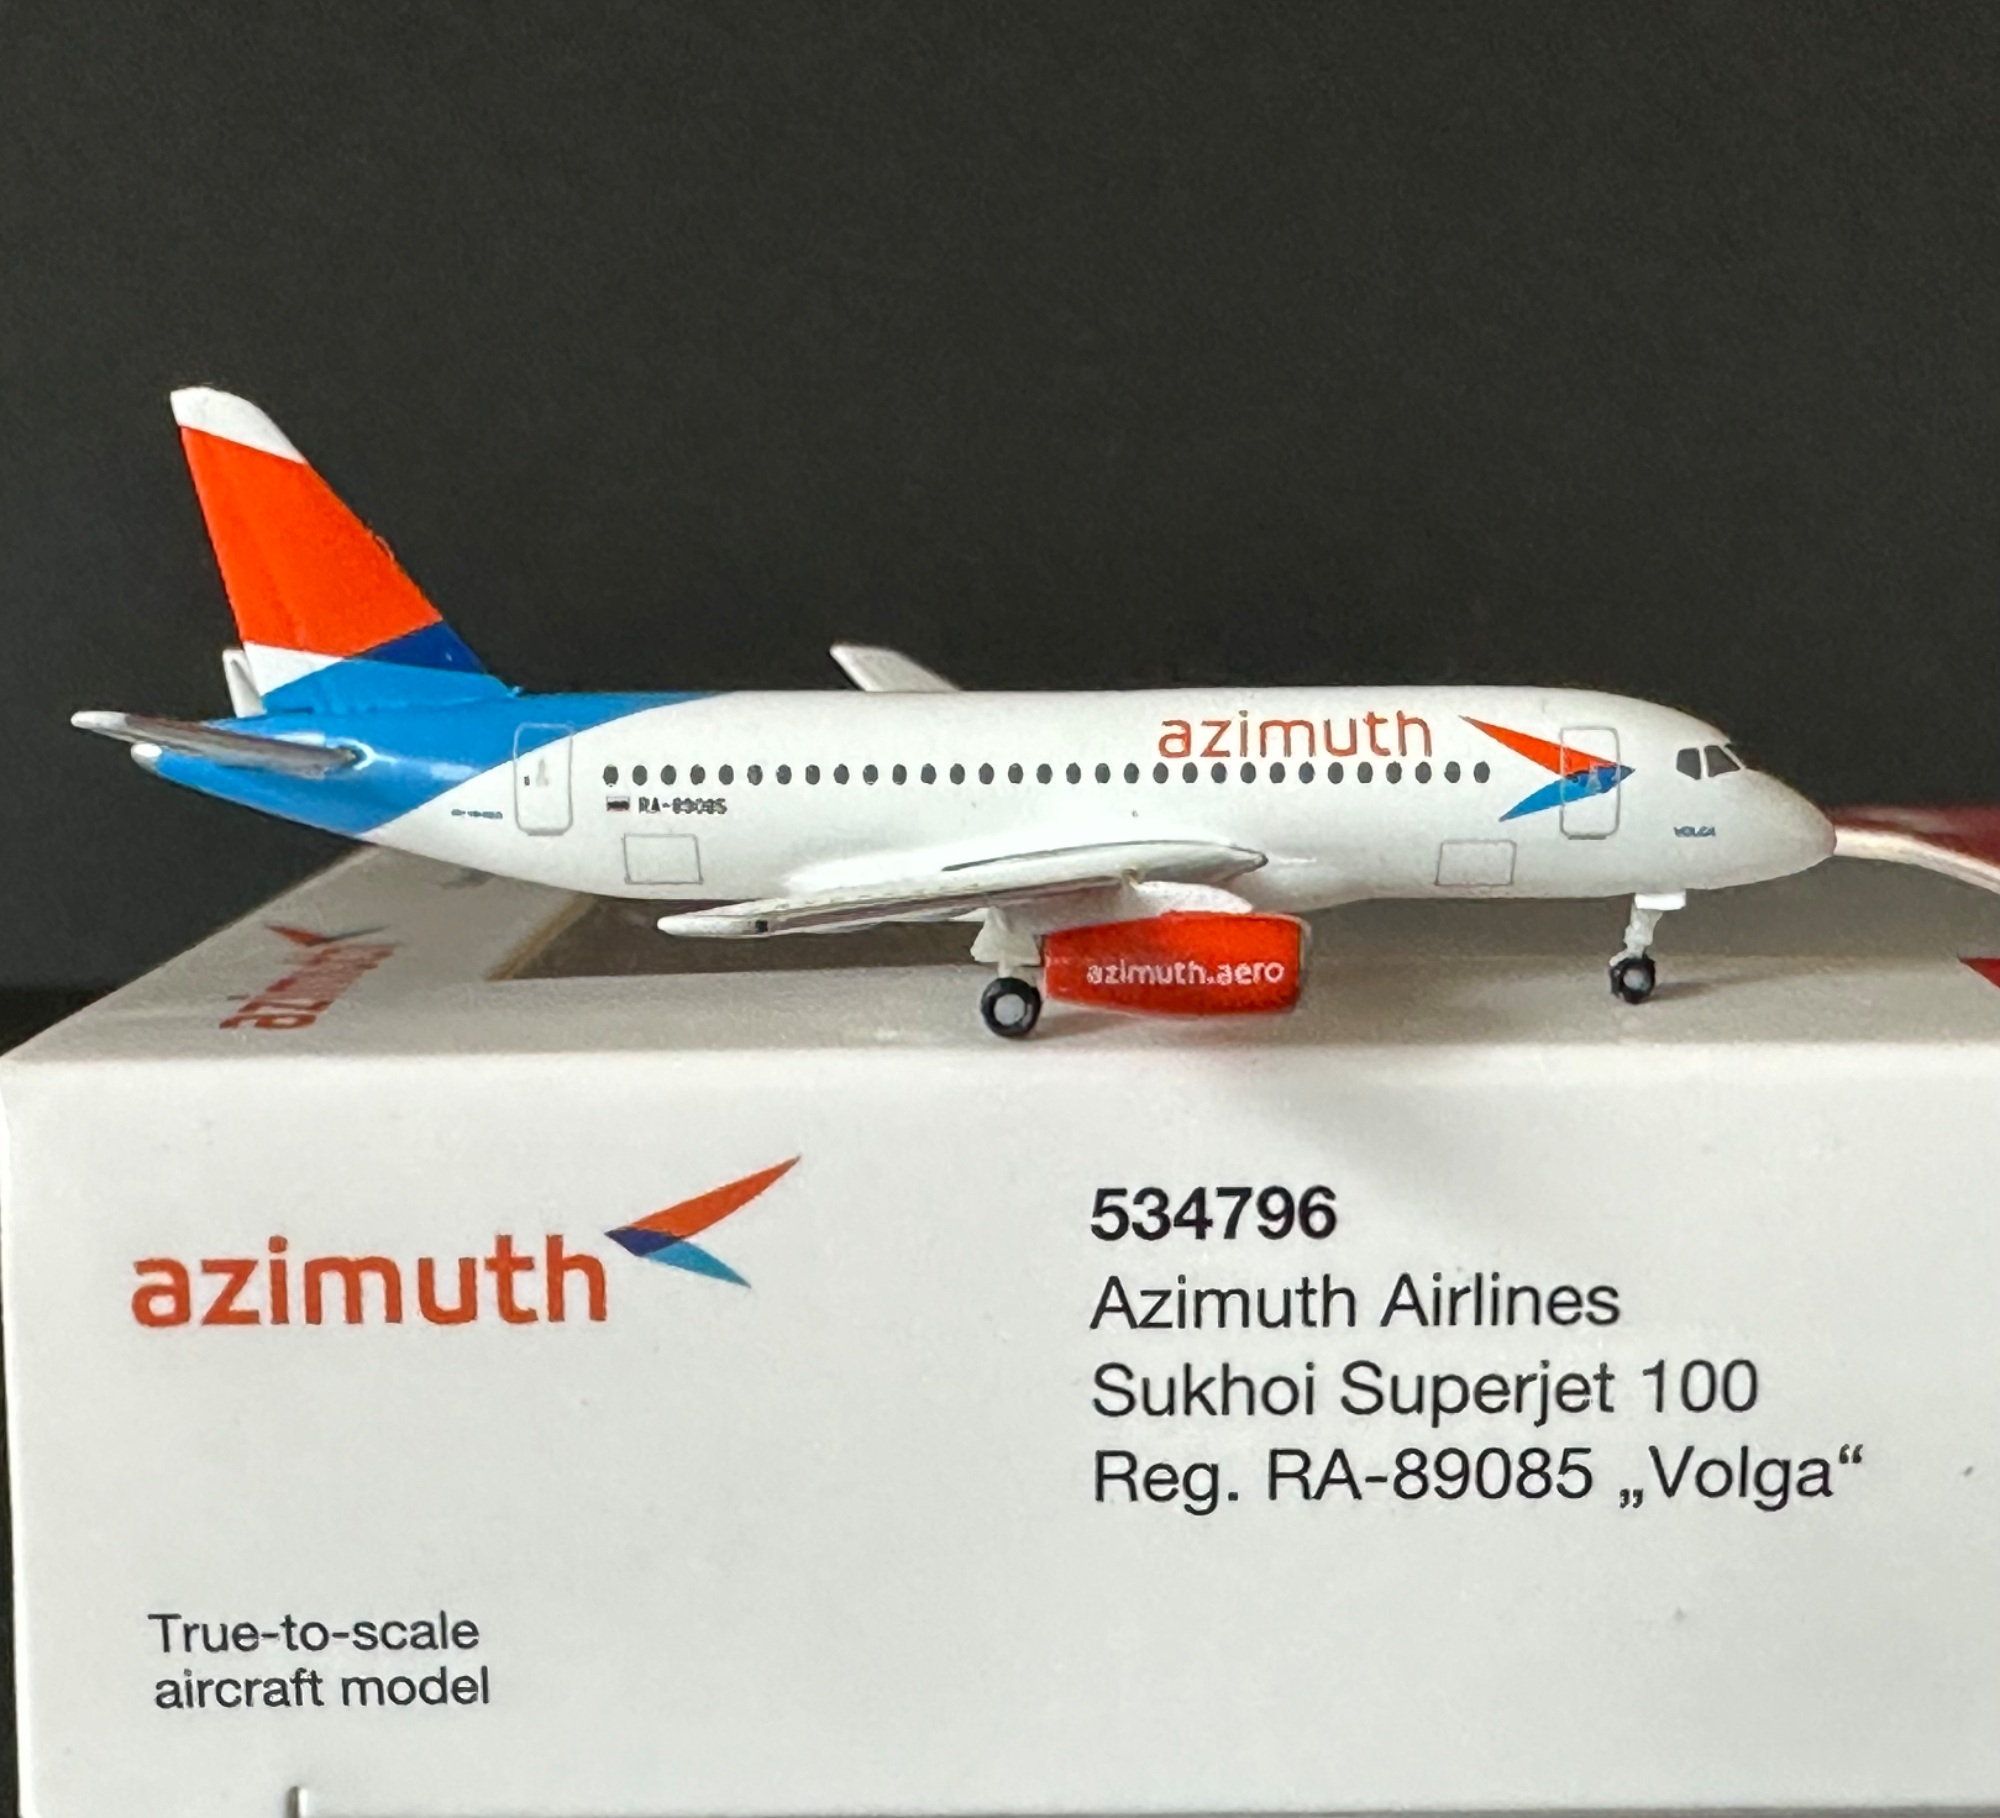 azimuth
RA-89085
VOLGA
azimuth.aero
azimuth
azimuth
534796
Azimuth Airlines
Sukhoi Superjet 100
Reg. RA-89085 „Volga“
True-to-scale
aircraft model